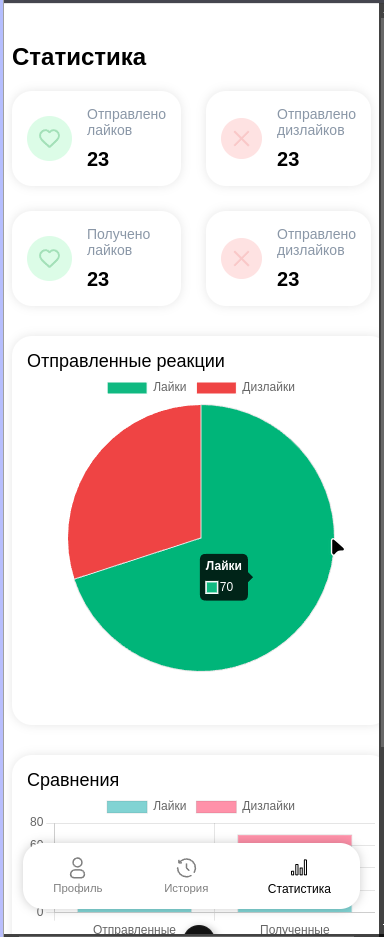 Статистика
Отправлено
лайков
23
Отправлено
дизлайков
23
Получено
лайков
23
Отправлено
дизлайков
23
Отправленные реакции
Лайки Дизлайки
Лайки
70
Сравнения
Лайки Дизлайки
80
60
0
Профиль История Статистика
Отправленные Полученные